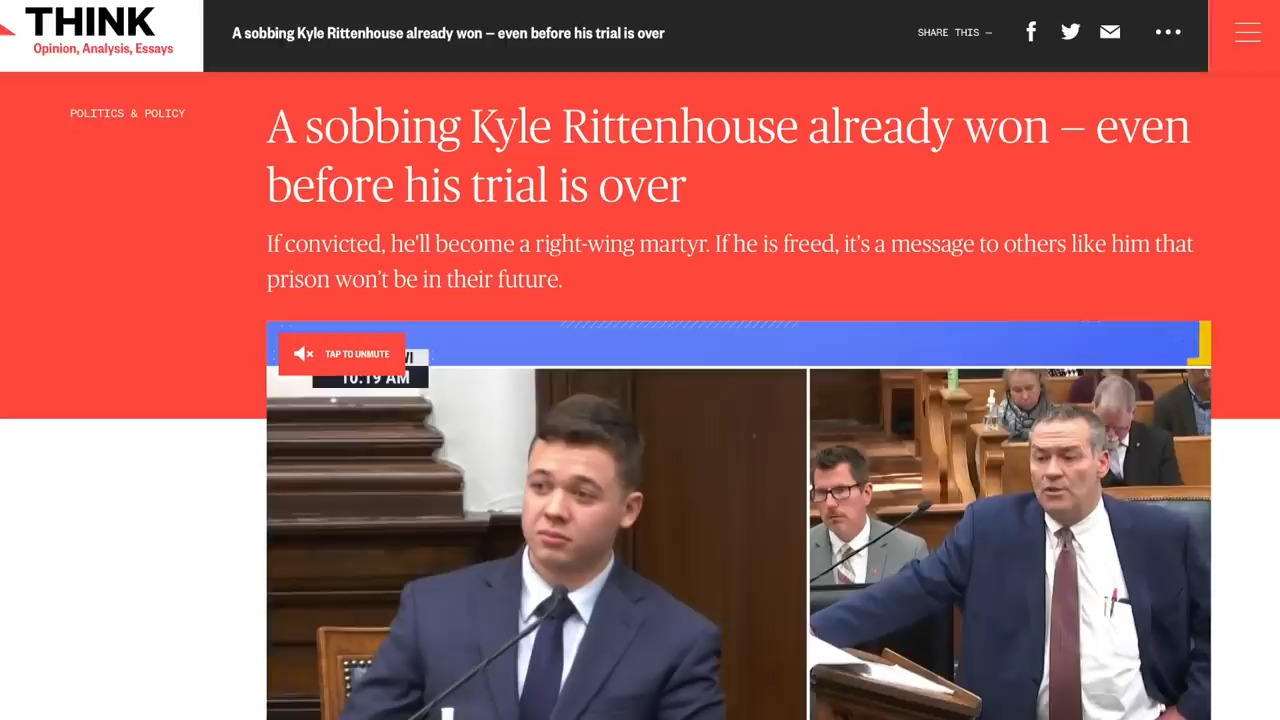 THINK
Opinion, Analysis, Essays
A sobbing Kyle Rittenhouse already won – even before his trial is over
SHARE THIS —
POLITICS & POLICY
A sobbing Kyle Rittenhouse already won – even
before his trial is over
If convicted, he'll become a right-wing martyr. If he is freed, it's a message to others like him that
prison won't be in their future.
TAP TO UNMUTE
10:19 AM